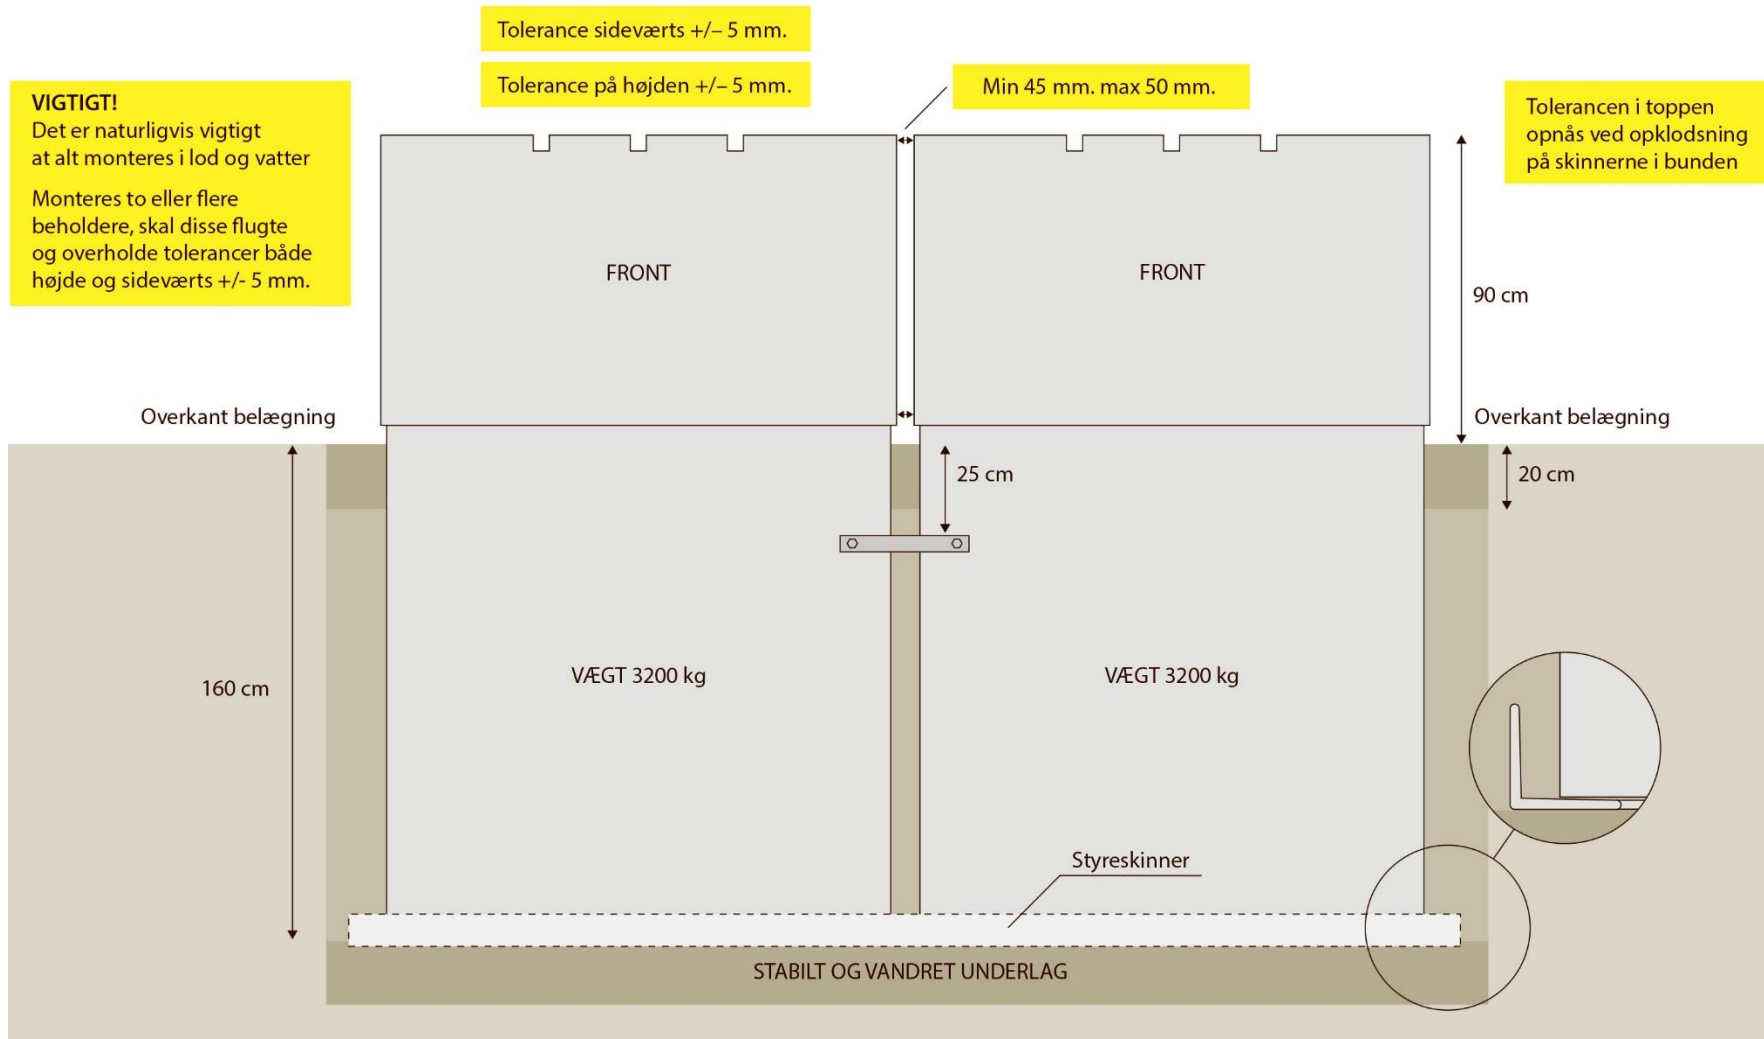 Tolerance sideværts +/– 5 mm.
Tolerance på højden +/– 5 mm.
Min 45 mm. max 50 mm.
VIGTIGT!
Det er naturligvis vigtigt
at alt monteres i lod og vatter
Monteres to eller flere
beholdere, skal disse flugte
og overholde tolerancer både
højde og sideværts +/- 5 mm.
Tolerancen i toppen
opnås ved opklodsning
på skinnerne i bunden
FRONT
FRONT
90 cm
Overkant belægning
Overkant belægning
25 cm
20 cm
160 cm
VÆGT 3200 kg
VÆGT 3200 kg
Styreskinner
STABILT OG VANDRET UNDERLAG